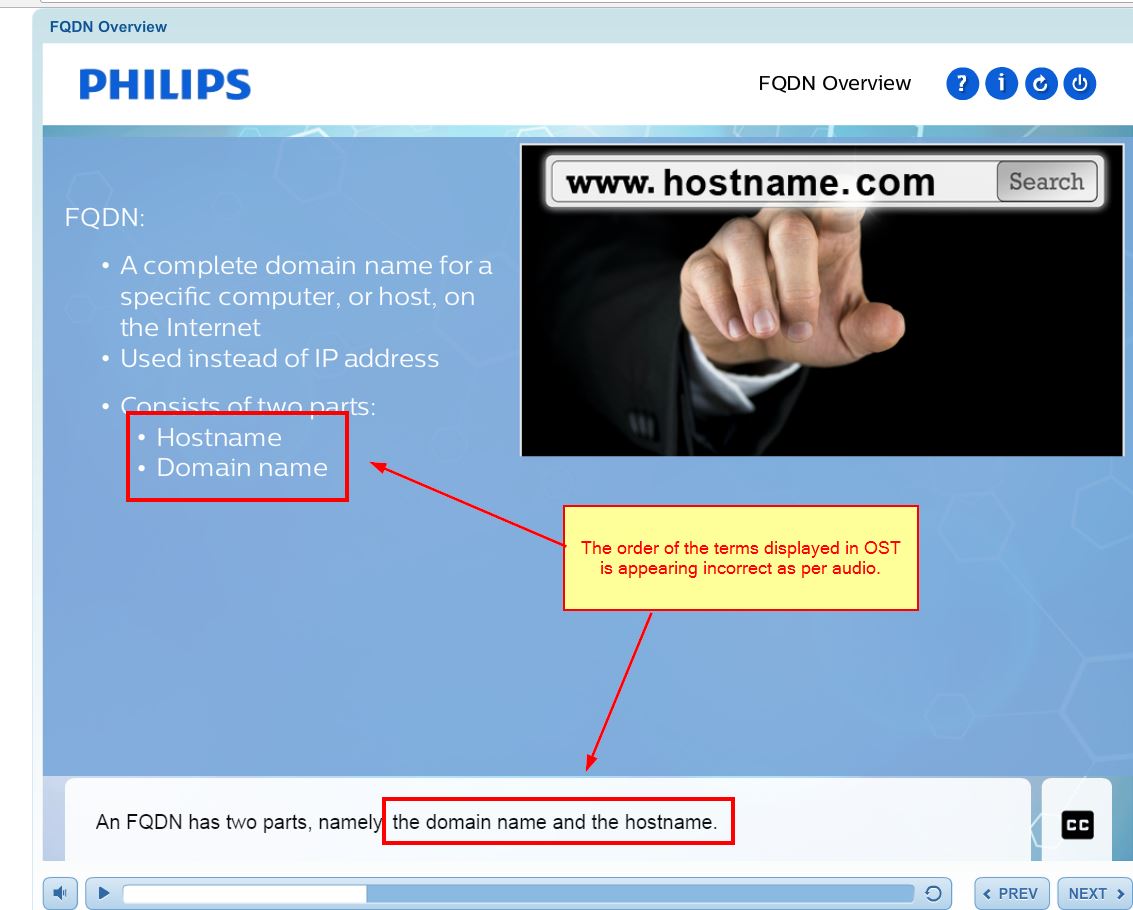 FQDN Overview
PHILIPS
FQDN Overview
? i
www.hostname.com
Search
FQDN:
• A complete domain name for a
specific computer, or host, on
the Internet
• Used instead of IP address
• Consists of two parts:
• Hostname
• Domain name
The order of the terms displayed in OST
is appearing incorrect as per audio.
An FQDN has two parts, namely the domain name and the hostname.
CC
PREV
NEXT